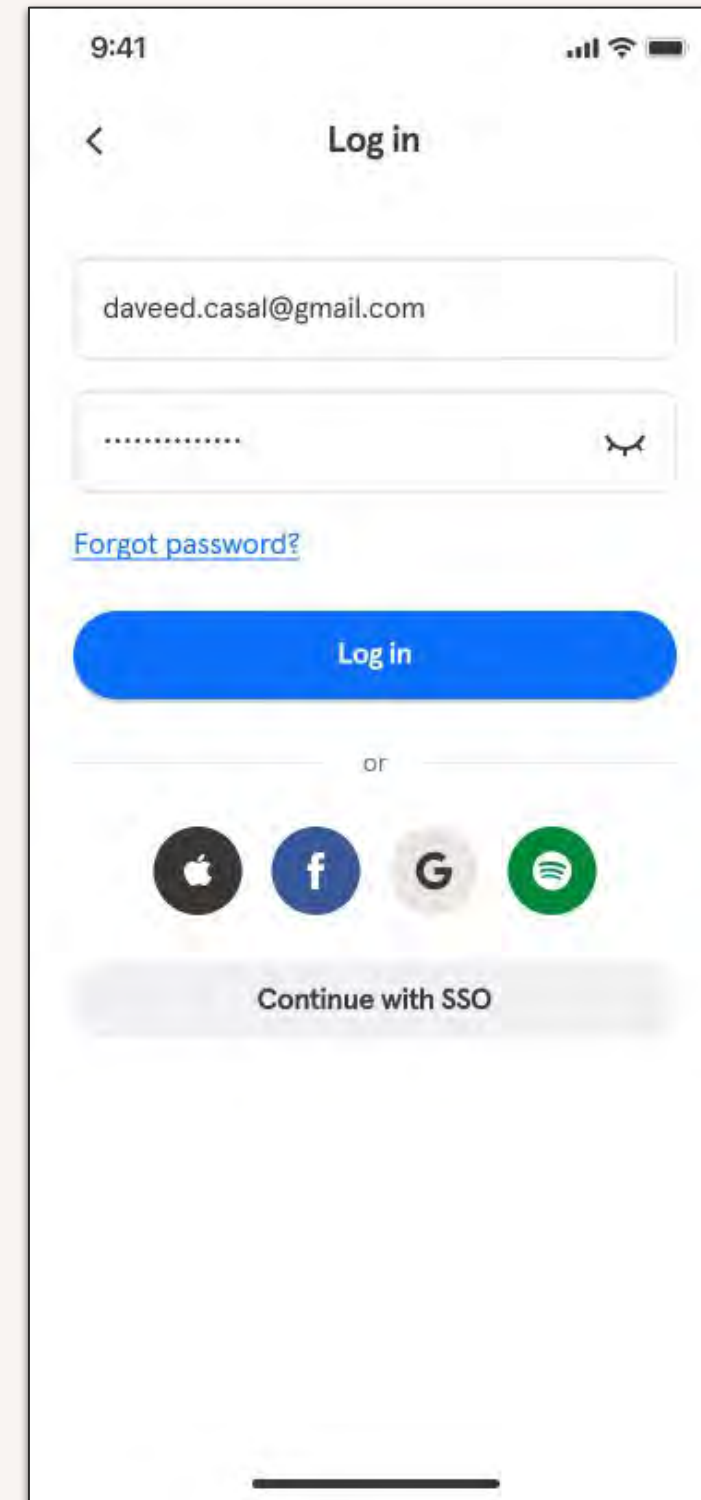 9:41
Log in
daveed.casal@gmail.com
··············
Forgot password?
Log in
or
f G
Continue with SSO